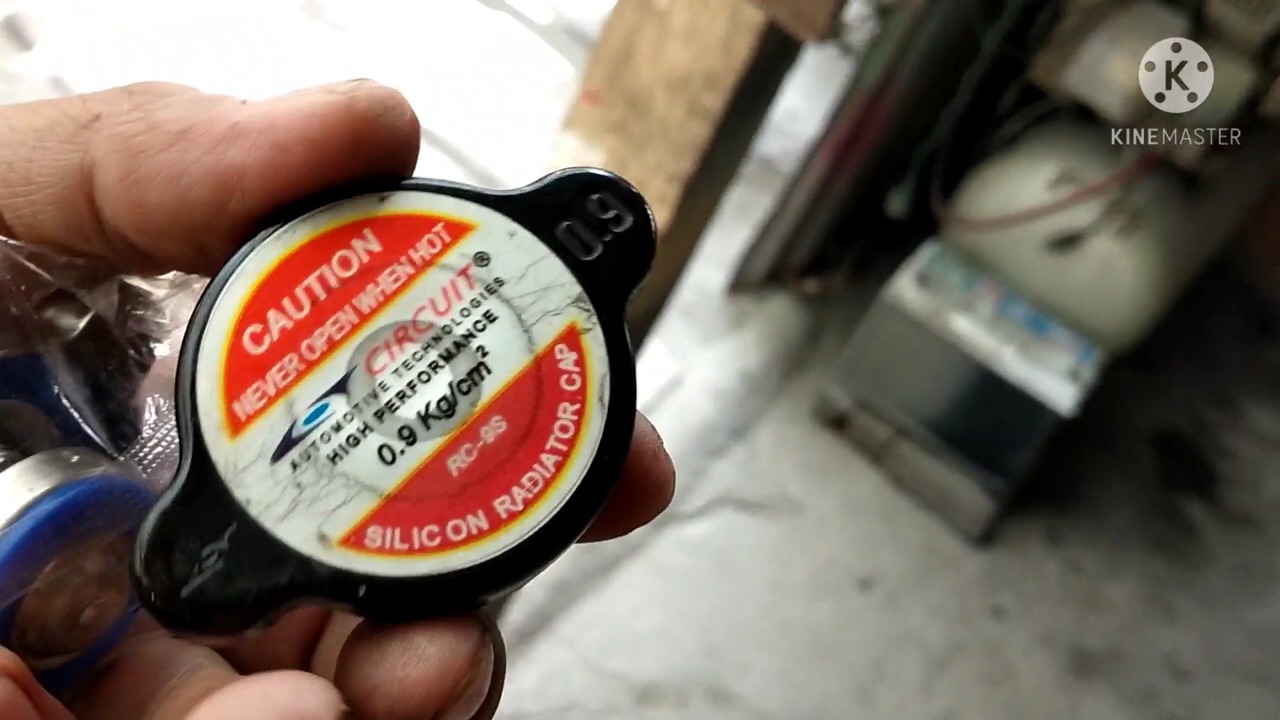 CAUTION
NEVER OPEN WHEN HOT
CIRCUIT®
AUTOMOTIVE TECHNOLOGIES
HIGH PERFORMANCE
0.9 Kg/cm²
RC-9S
SILICON RADIATOR CAP
0.9
K
KINEMASTER